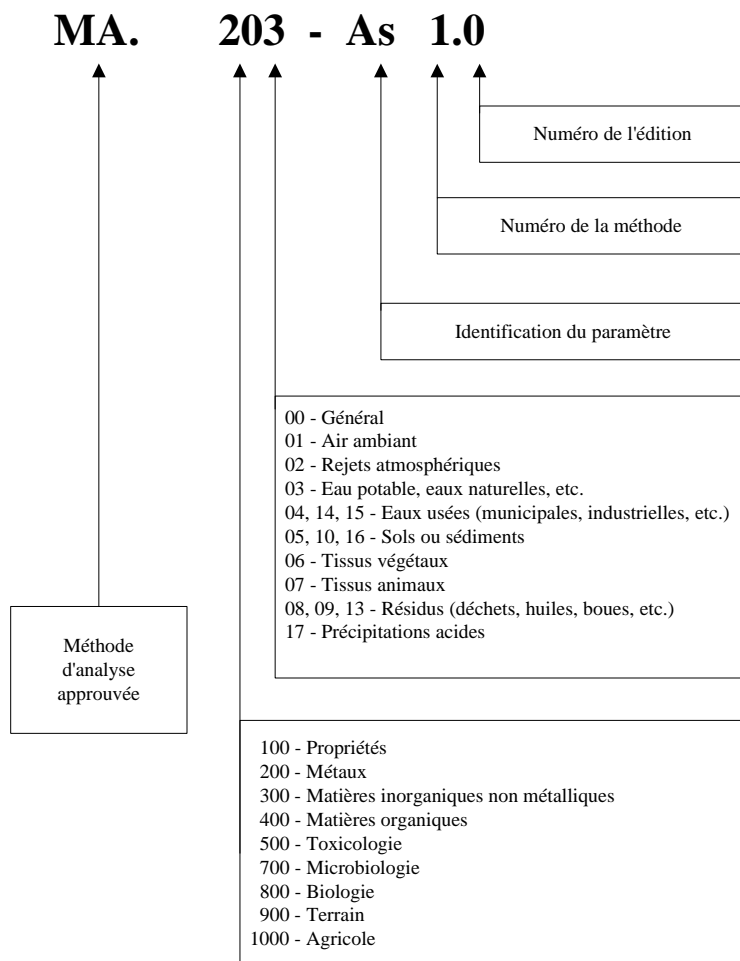 MA. 203 - As 1.0
Numéro de l'édition
Numéro de la méthode
Identification du paramètre
00 - Général
01 - Air ambiant
02 - Rejets atmosphériques
03 - Eau potable, eaux naturelles, etc.
04, 14, 15 - Eaux usées (municipales, industrielles, etc.)
05, 10, 16 - Sols ou sédiments
06 - Tissus végétaux
07 - Tissus animaux
08, 09, 13 - Résidus (déchets, huiles, boues, etc.)
17 - Précipitations acides
Méthode
d'analyse
approuvée
100 - Propriétés
200 - Métaux
300 - Matières inorganiques non métalliques
400 - Matières organiques
500 - Toxicologie
700 - Microbiologie
800 - Biologie
900 - Terrain
1000 - Agricole